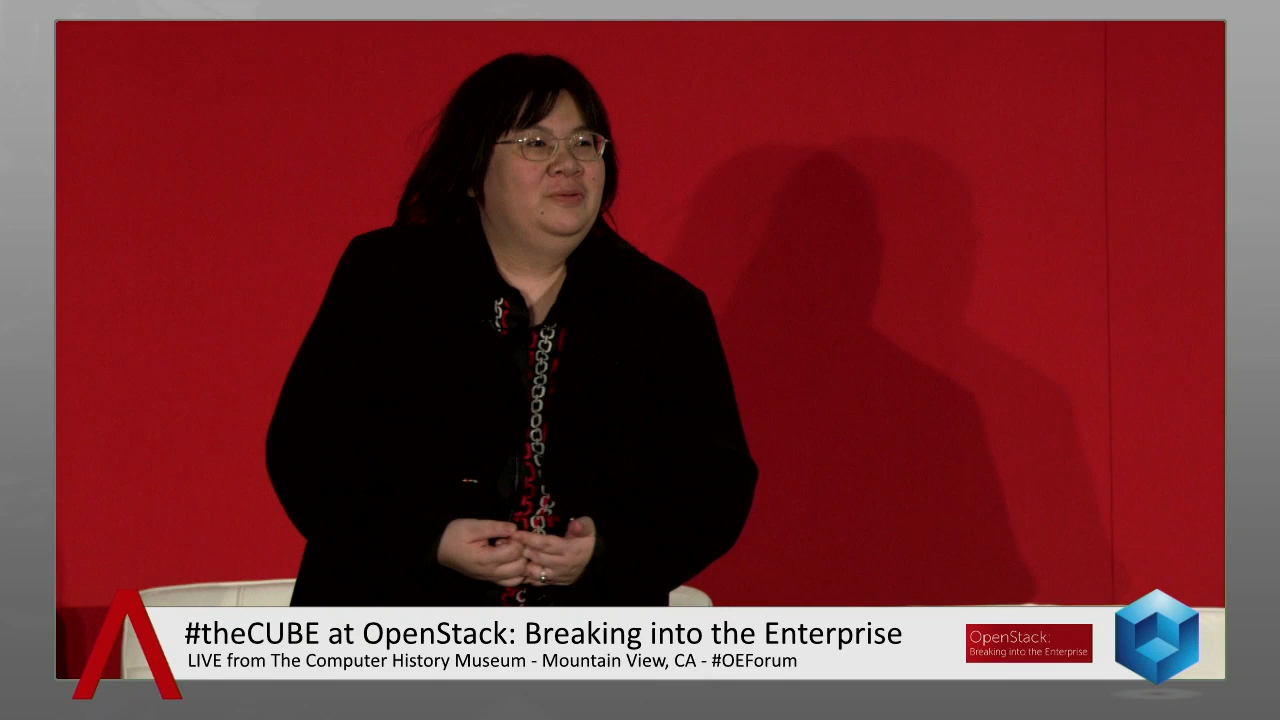 #theCUBE at OpenStack: Breaking into the Enterprise
LIVE from The Computer History Museum - Mountain View, CA - #OEForum
OpenStack:
Breaking into the Enterprise